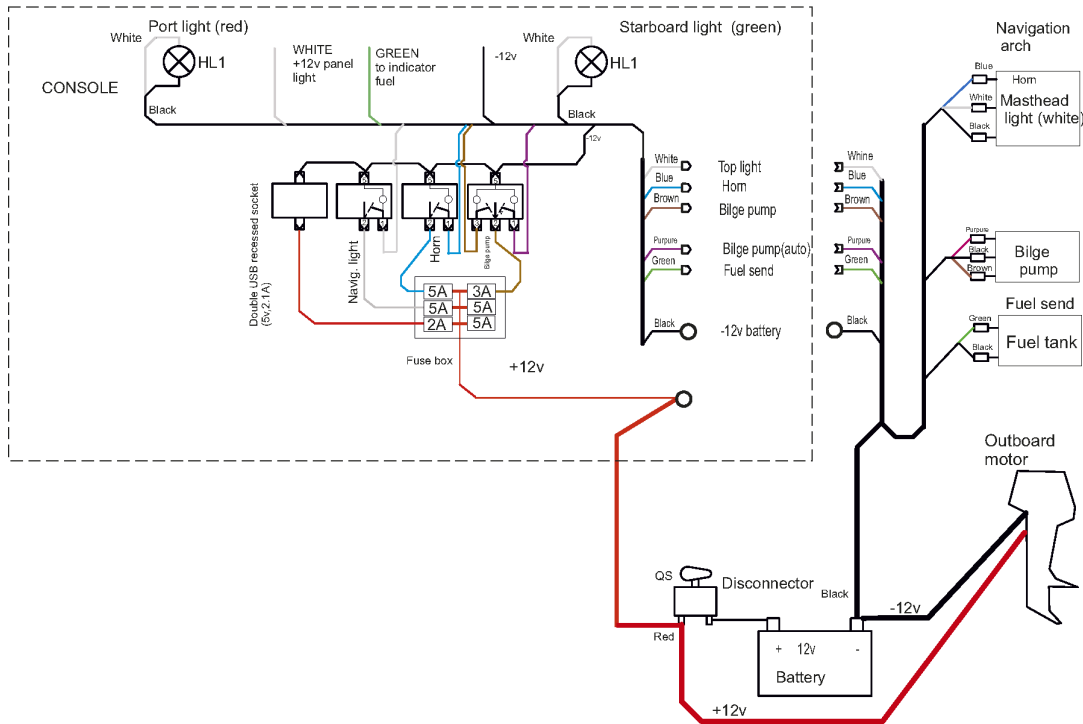 Port light (red)
White
HL1
WHITE
+12v panel
light
GREEN
to indicator
fuel
-12v
Starboard light (green)
White
HL1
CONSOLE
Black
Black
-12v
Double USB recessed socket
(5v,2.1A)
Navig. light
Horn
Bilge pump
5A
3A
5A
5A
2A
5A
Fuse box
+12v
White
Top light
Blue
Horn
Brown
Bilge pump
Purpure
Bilge pump(auto)
Green
Fuel send
Black
-12v battery
Whine
Blue
Brown
Purpure
Green
Black
Navigation
arch
Blue
Horn
White
Masthead
light (white)
Black
Purpure
Black
Brown
Bilge
pump
Fuel send
Green
Black
Fuel tank
Outboard
motor
QS
Disconnector
Red
Black
-12v
+ 12v -
Battery
+12v